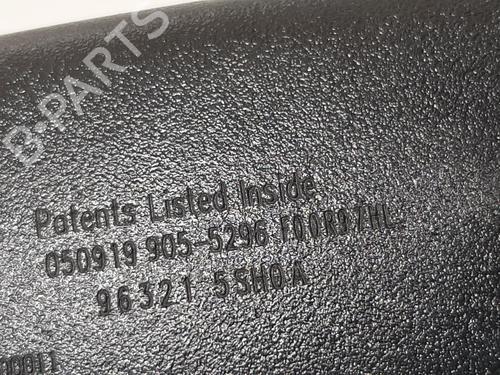 B-PARTS
Patents Listed Inside
050919 905-5296 F00R97HL
96321 5SH0A